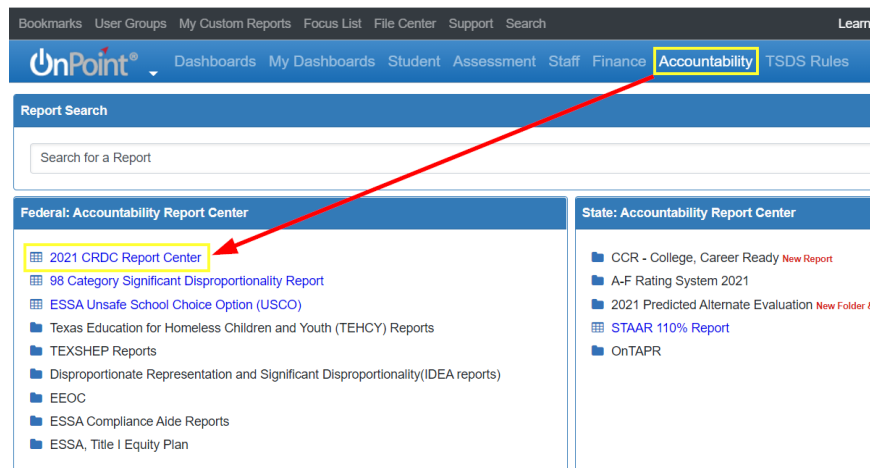 Bookmarks User Groups My Custom Reports Focus List File Center Support Search Learn
OnPoint® Dashboards My Dashboards Student Assessment Staff Finance Accountability TSDS Rules
Report Search
Search for a Report
Federal: Accountability Report Center
2021 CRDC Report Center
98 Category Significant Disproportionality Report
ESSA Unsafe School Choice Option (USCO)
Texas Education for Homeless Children and Youth (TEHCY) Reports
TEXSHEP Reports
Disproportionate Representation and Significant Disproportionality(IDEA reports)
EEOC
ESSA Compliance Aide Reports
ESSA, Title I Equity Plan
State: Accountability Report Center
CCR - College, Career Ready New Report
A-F Rating System 2021
2021 Predicted Alternate Evaluation New Folder &
STAAR 110% Report
OnTAPR